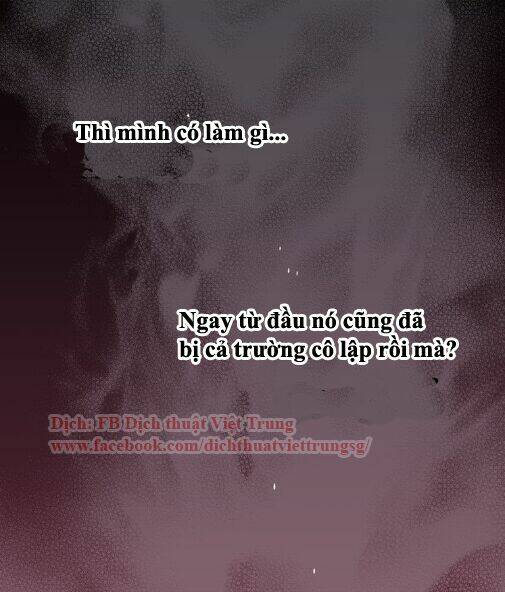 Thì mình có làm gì...
Ngay từ đầu nó cũng đã
bị cả trường cô lập rồi mà?
Dịch: FB Dịch thuật Việt Trung
www.facebook.com/dichthuatviettrungsg/